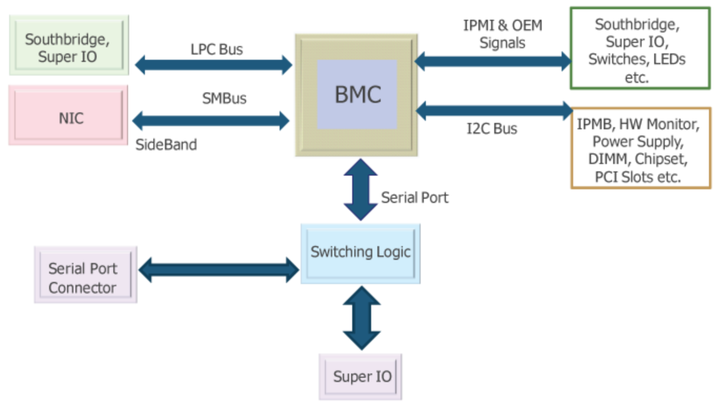 Southbridge,
Super IO
LPC Bus
BMC
IPMI & OEM
Signals
Southbridge,
Super IO,
Switches, LEDs
etc.
NIC
SMBus
SideBand
I2C Bus
IPMB, HW Monitor,
Power Supply,
DIMM, Chipset,
PCI Slots etc.
Serial Port
Switching Logic
Serial Port
Connector
Super IO